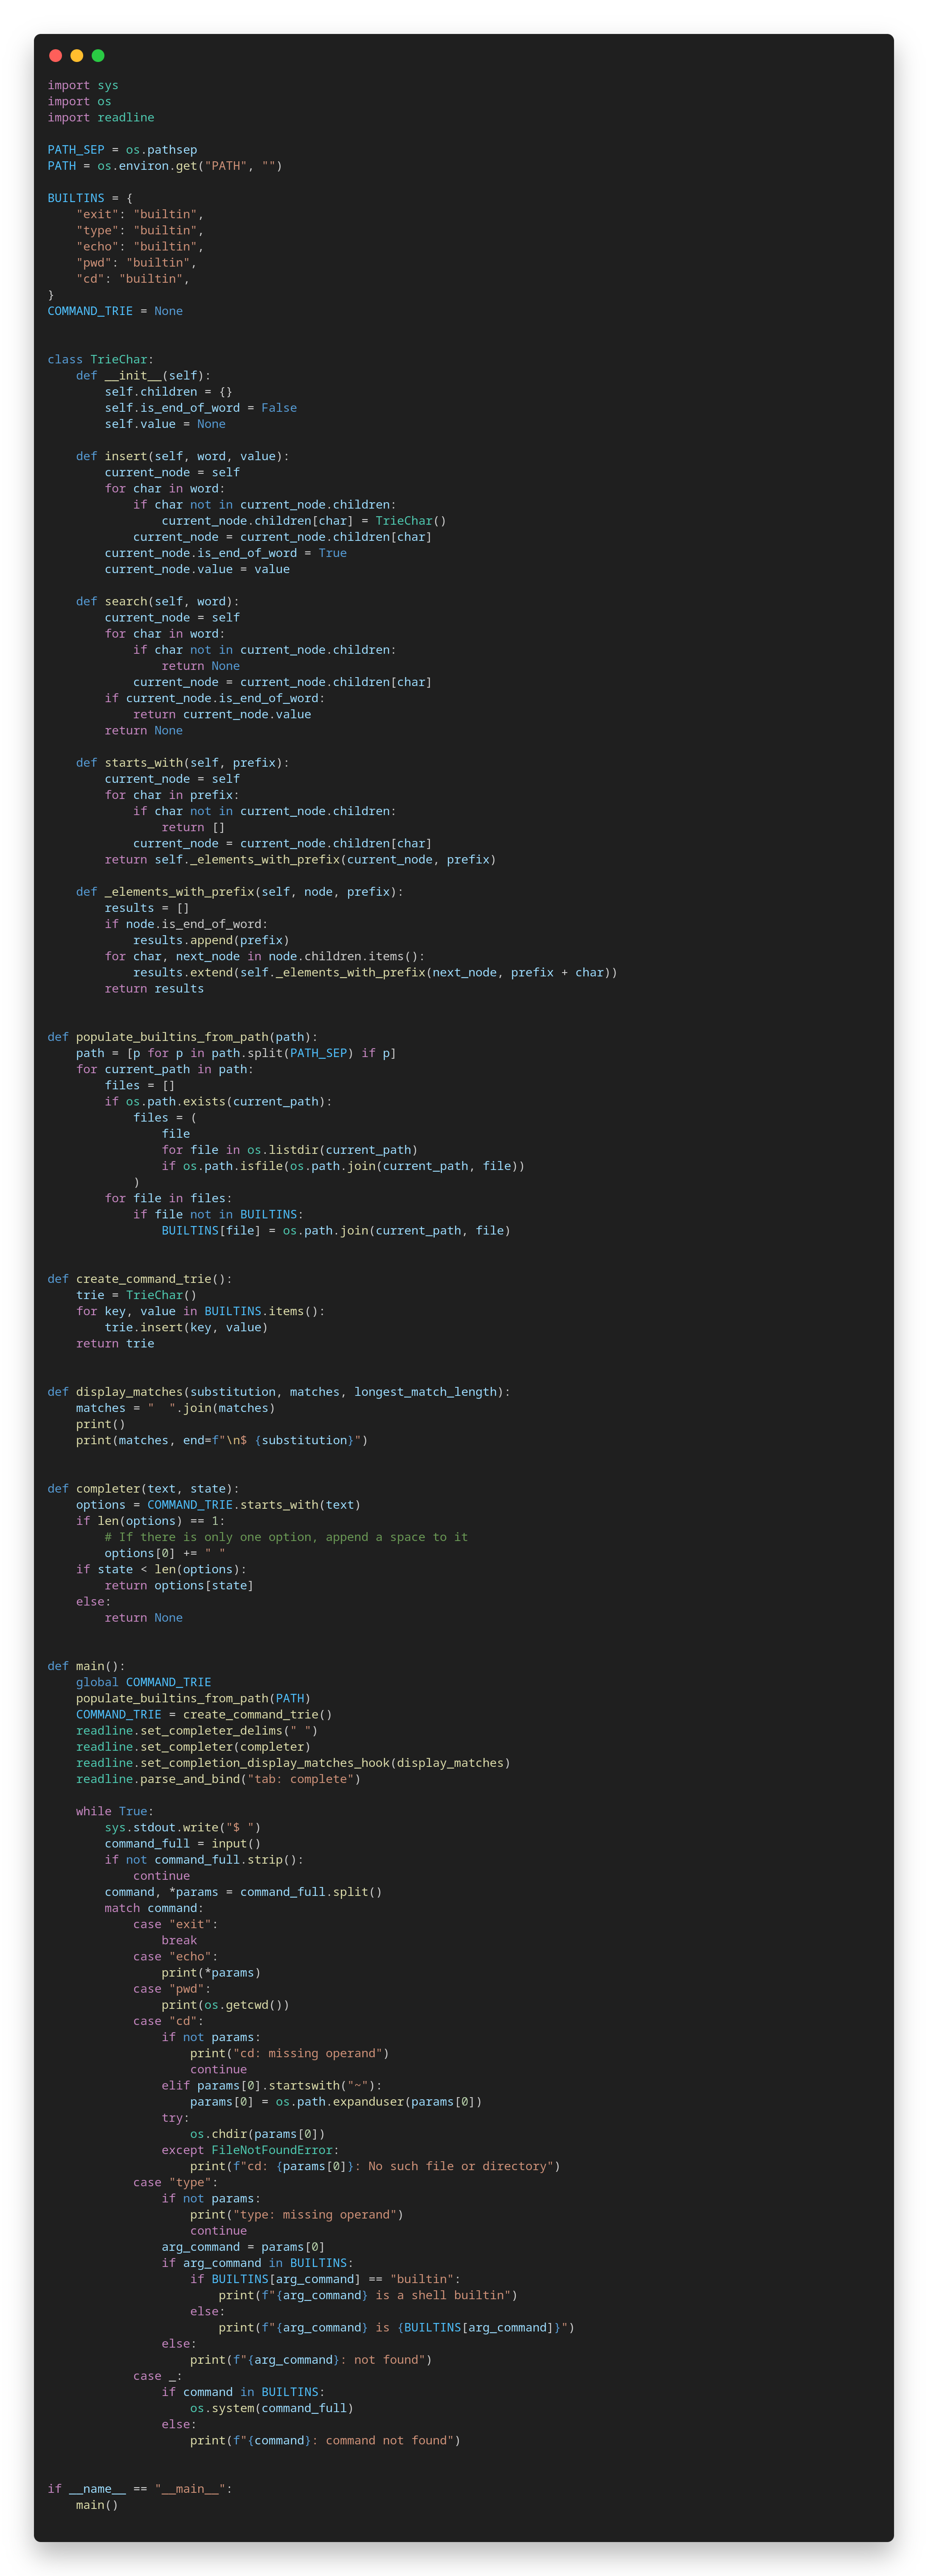 import sys
import os
import readline

PATH_SEP = os.pathsep
PATH = os.environ.get("PATH", "")

BUILTINS = {
    "exit": "builtin",
    "type": "builtin",
    "echo": "builtin",
    "pwd": "builtin",
    "cd": "builtin",
}
COMMAND_TRIE = None


class TrieChar:
    def __init__(self):
        self.children = {}
        self.is_end_of_word = False
        self.value = None

    def insert(self, word, value):
        current_node = self
        for char in word:
            if char not in current_node.children:
                current_node.children[char] = TrieChar()
            current_node = current_node.children[char]
        current_node.is_end_of_word = True
        current_node.value = value

    def search(self, word):
        current_node = self
        for char in word:
            if char not in current_node.children:
                return None
            current_node = current_node.children[char]
        if current_node.is_end_of_word:
            return current_node.value
        return None

    def starts_with(self, prefix):
        current_node = self
        for char in prefix:
            if char not in current_node.children:
                return []
            current_node = current_node.children[char]
        return self._elements_with_prefix(current_node, prefix)

    def _elements_with_prefix(self, node, prefix):
        results = []
        if node.is_end_of_word:
            results.append(prefix)
        for char, next_node in node.children.items():
            results.extend(self._elements_with_prefix(next_node, prefix + char))
        return results


def populate_builtins_from_path(path):
    path = [p for p in path.split(PATH_SEP) if p]
    for current_path in path:
        files = []
        if os.path.exists(current_path):
            files = (
                file
                for file in os.listdir(current_path)
                if os.path.isfile(os.path.join(current_path, file))
            )
        for file in files:
            if file not in BUILTINS:
                BUILTINS[file] = os.path.join(current_path, file)


def create_command_trie():
    trie = TrieChar()
    for key, value in BUILTINS.items():
        trie.insert(key, value)
    return trie


def display_matches(substitution, matches, longest_match_length):
    matches = "  ".join(matches)
    print()
    print(matches, end=f"\n$ {substitution}")


def completer(text, state):
    options = COMMAND_TRIE.starts_with(text)
    if len(options) == 1:
        # If there is only one option, append a space to it
        options[0] += " "
    if state < len(options):
        return options[state]
    else:
        return None


def main():
    global COMMAND_TRIE
    populate_builtins_from_path(PATH)
    COMMAND_TRIE = create_command_trie()
    readline.set_completer_delims(" ")
    readline.set_completer(completer)
    readline.set_completion_display_matches_hook(display_matches)
    readline.parse_and_bind("tab: complete")

    while True:
        sys.stdout.write("$ ")
        command_full = input()
        if not command_full.strip():
            continue
        command, *params = command_full.split()
        match command:
            case "exit":
                break
            case "echo":
                print(*params)
            case "pwd":
                print(os.getcwd())
            case "cd":
                if not params:
                    print("cd: missing operand")
                    continue
                elif params[0].startswith("~"):
                    params[0] = os.path.expanduser(params[0])
                try:
                    os.chdir(params[0])
                except FileNotFoundError:
                    print(f"cd: {params[0]}: No such file or directory")
            case "type":
                if not params:
                    print("type: missing operand")
                    continue
                arg_command = params[0]
                if arg_command in BUILTINS:
                    if BUILTINS[arg_command] == "builtin":
                        print(f"{arg_command} is a shell builtin")
                    else:
                        print(f"{arg_command} is {BUILTINS[arg_command]}")
                else:
                    print(f"{arg_command}: not found")
            case _:
                if command in BUILTINS:
                    os.system(command_full)
                else:
                    print(f"{command}: command not found")


if __name__ == "__main__":
    main()